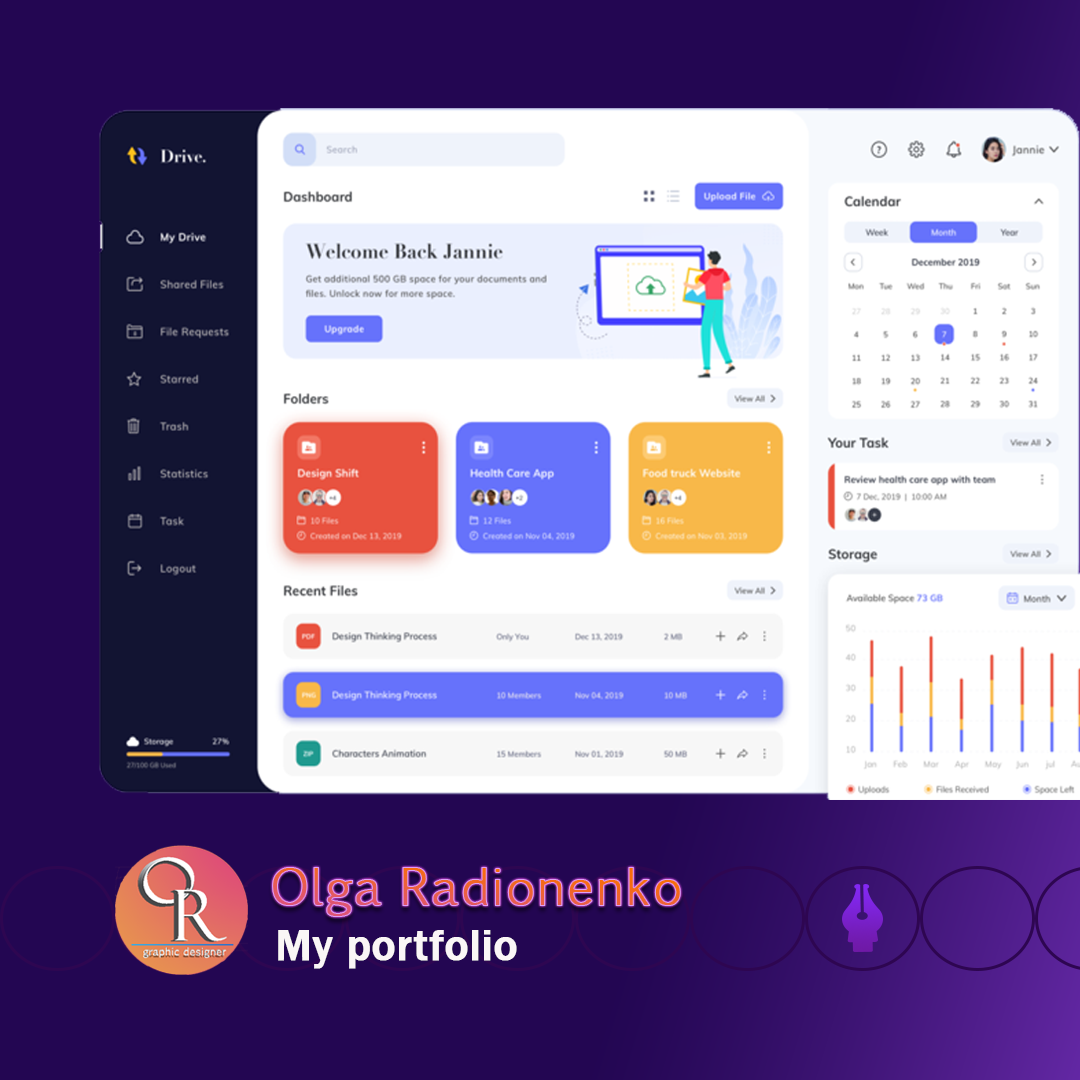 Drive.
My Drive
Shared Files
File Requests
Starred
Trash
Statistics
Task
Logout
Storage 27%
27/100 GB Used
Search
Dashboard
Upload File
Welcome Back Jannie
Get additional 500 GB space for your documents and
files. Unlock now for more space.
Upgrade
Folders
View All
Design Shift
+4
10 Files
Created on Dec 13, 2019
Health Care App
+2
12 Files
Created on Nov 04, 2019
Food truck Website
+4
16 Files
Created on Nov 03, 2019
Recent Files
View All
PDF Design Thinking Process Only You Dec 13, 2019 2 MB
PNG Design Thinking Process 10 Members Nov 04, 2019 10 MB
ZIP Characters Animation 15 Members Nov 01, 2019 50 MB
Jannie
Calendar
Week Month Year
December 2019
Mon Tue Wed Thu Fri Sat Sun
27 28 29 30 1 2 3
4 5 6 7 8 9 10
11 12 13 14 15 16 17
18 19 20 21 22 23 24
25 26 27 28 29 30 31
Your Task
View All
Review health care app with team
7 Dec, 2019 | 10:00 AM
Storage
View All
Available Space 73 GB
Month
50
40
30
20
10
Jan Feb Mar Apr May Jun jul Au
Uploads Files Received Space Left
OR
graphic designer
Olga Radionenko
My portfolio